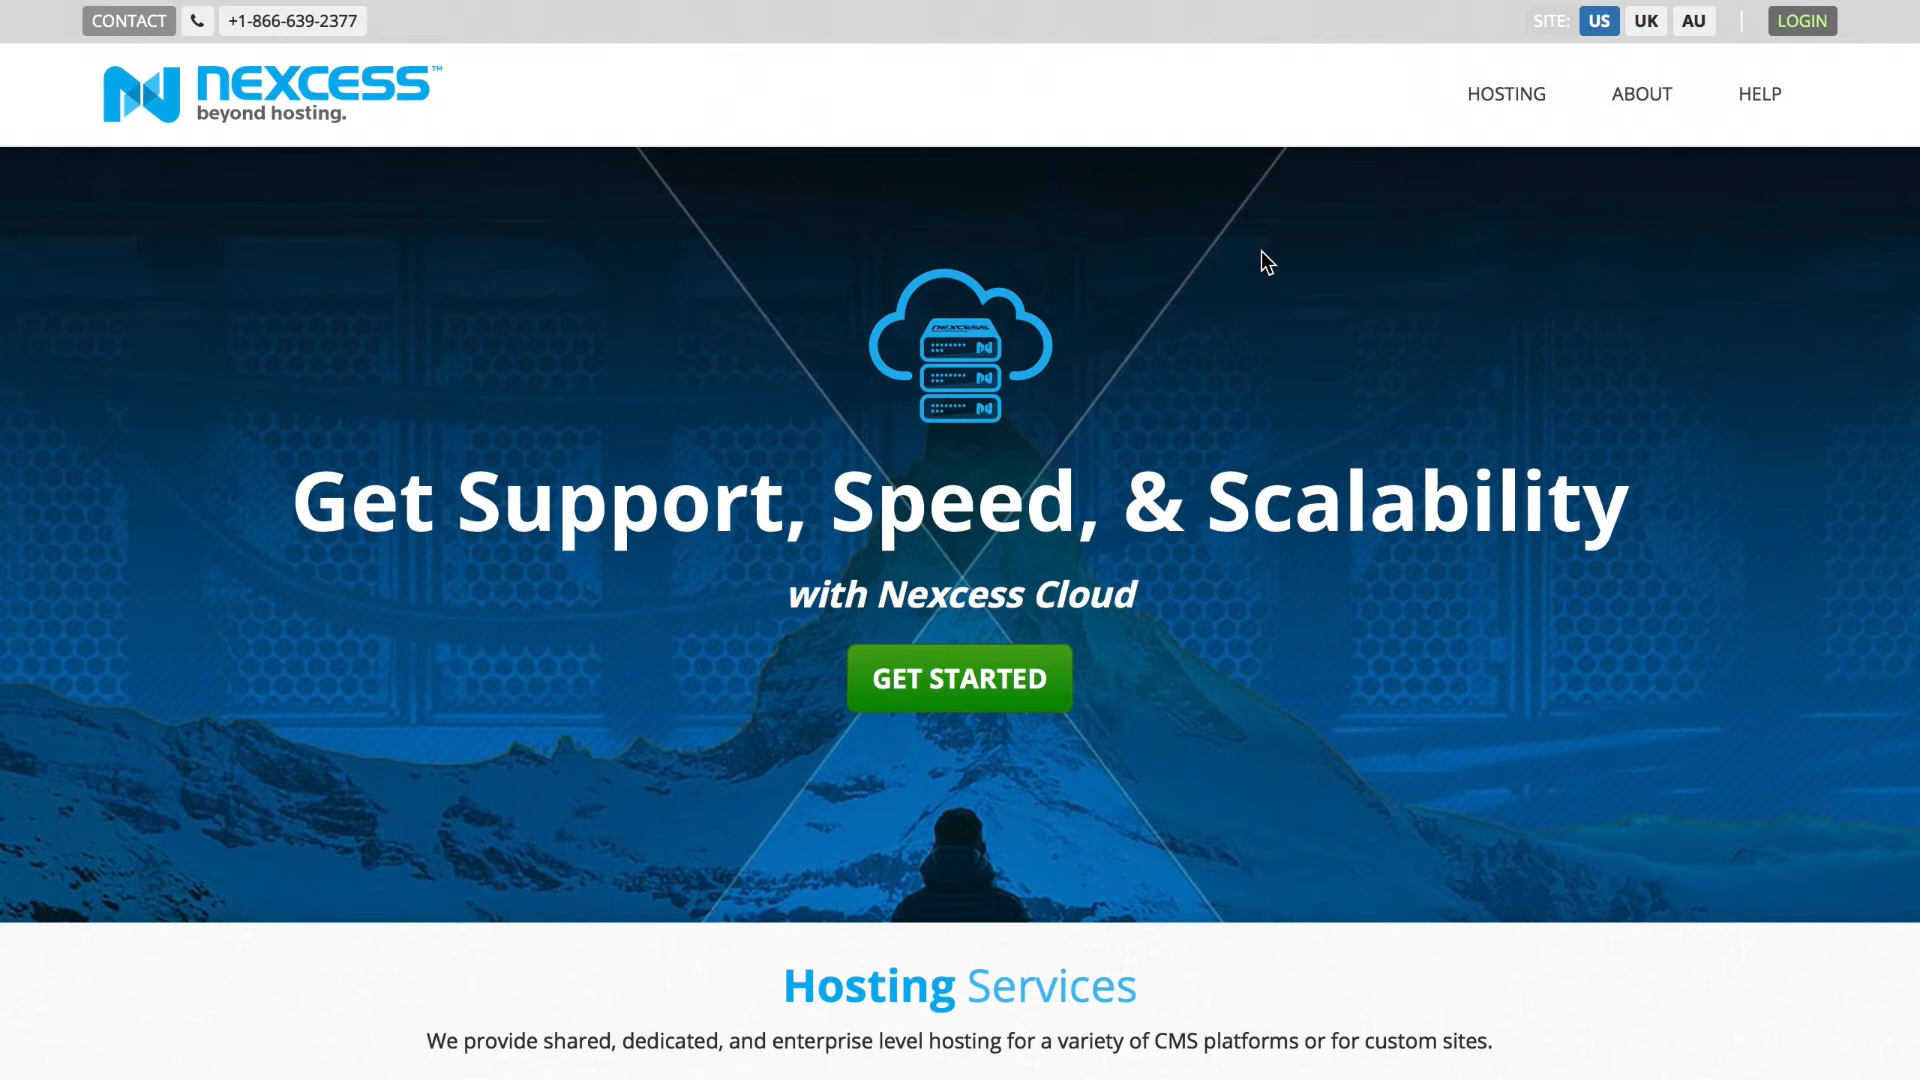 CONTACT +1-866-639-2377 SITE: US UK AU LOGIN
NEXCESS™
beyond hosting.
HOSTING ABOUT HELP
NEXCESS
Get Support, Speed, & Scalability
with Nexcess Cloud
GET STARTED
Hosting Services
We provide shared, dedicated, and enterprise level hosting for a variety of CMS platforms or for custom sites.